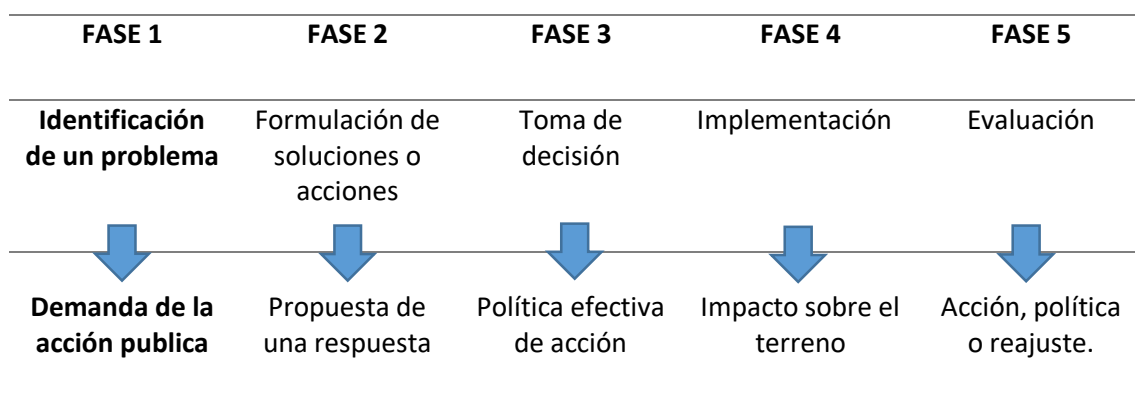 FASE 1 FASE 2 FASE 3 FASE 4 FASE 5
Identificación Formulación de Toma de Implementación Evaluación
de un problema soluciones o decisión
acciones
Demanda de la Propuesta de Política efectiva Impacto sobre el Acción, política
acción publica una respuesta de acción terreno o reajuste.